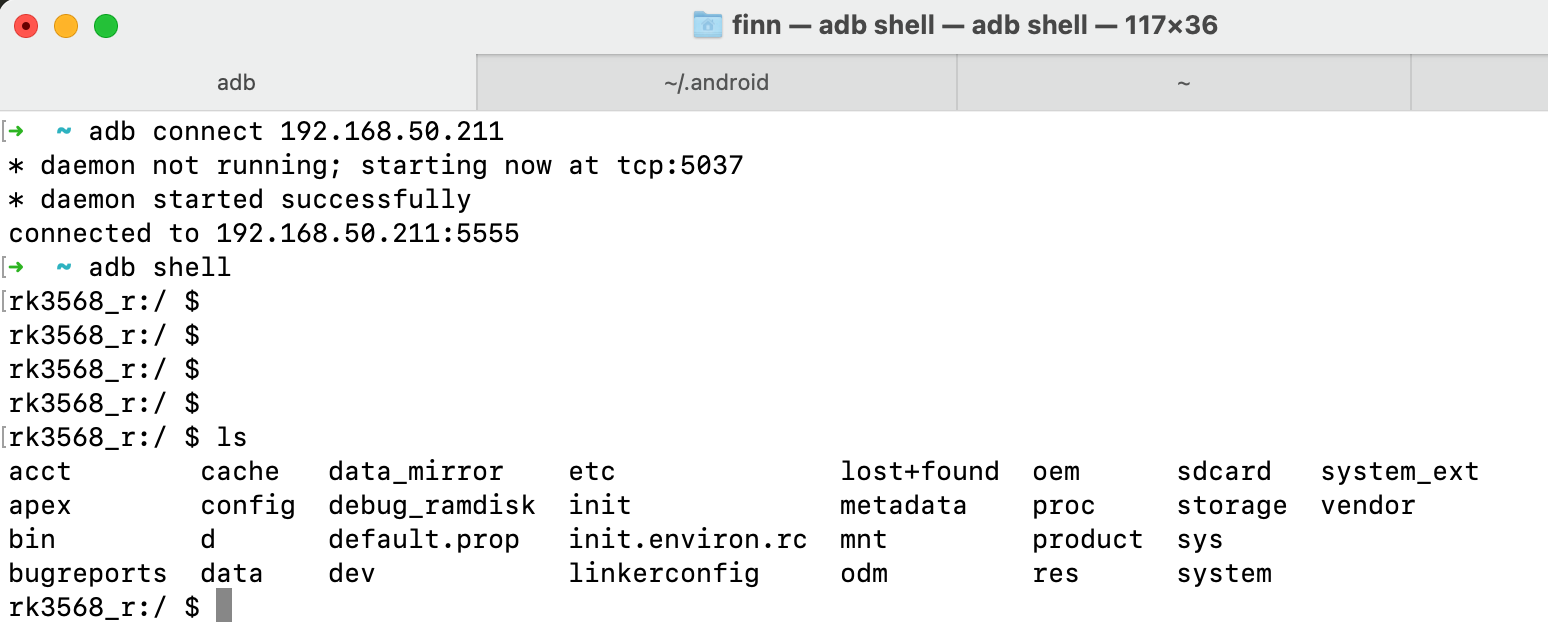 finn — adb shell — adb shell — 117×36
adb ~/.android ~
➜ ~ adb connect 192.168.50.211
* daemon not running; starting now at tcp:5037
* daemon started successfully
connected to 192.168.50.211:5555
➜ ~ adb shell
rk3568_r:/ $
rk3568_r:/ $
rk3568_r:/ $
rk3568_r:/ $
rk3568_r:/ $ ls
acct cache data_mirror etc lost+found oem sdcard system_ext
apex config debug_ramdisk init metadata proc storage vendor
bin d default.prop init.environ.rc mnt product sys
bugreports data dev linkerconfig odm res system
rk3568_r:/ $